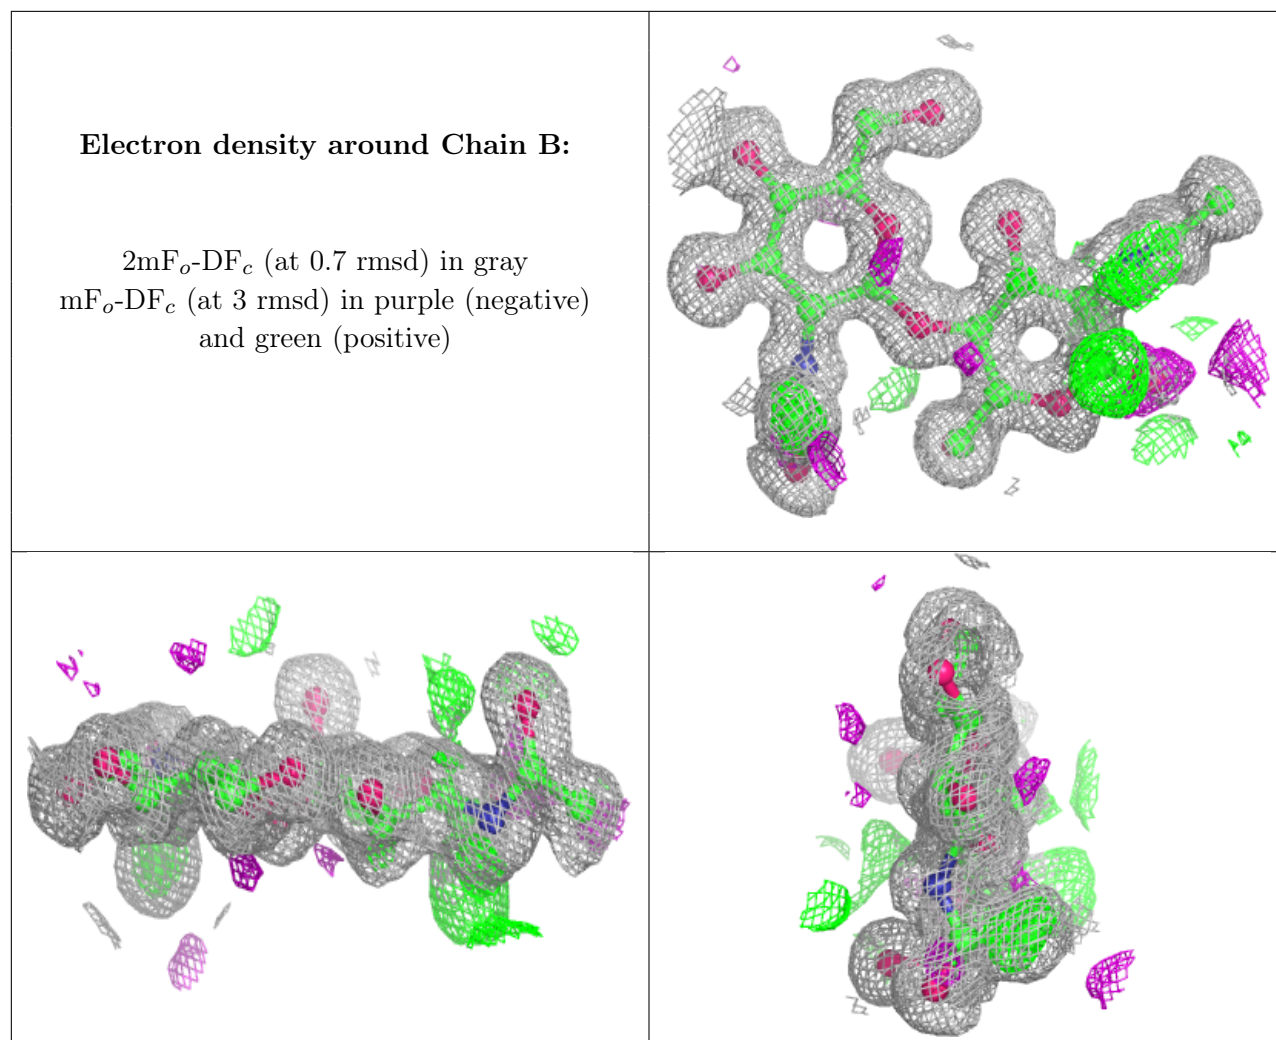 Electron density around Chain B:
2mFo-DFc (at 0.7 rmsd) in gray
mFo-DFc (at 3 rmsd) in purple (negative)
and green (positive)